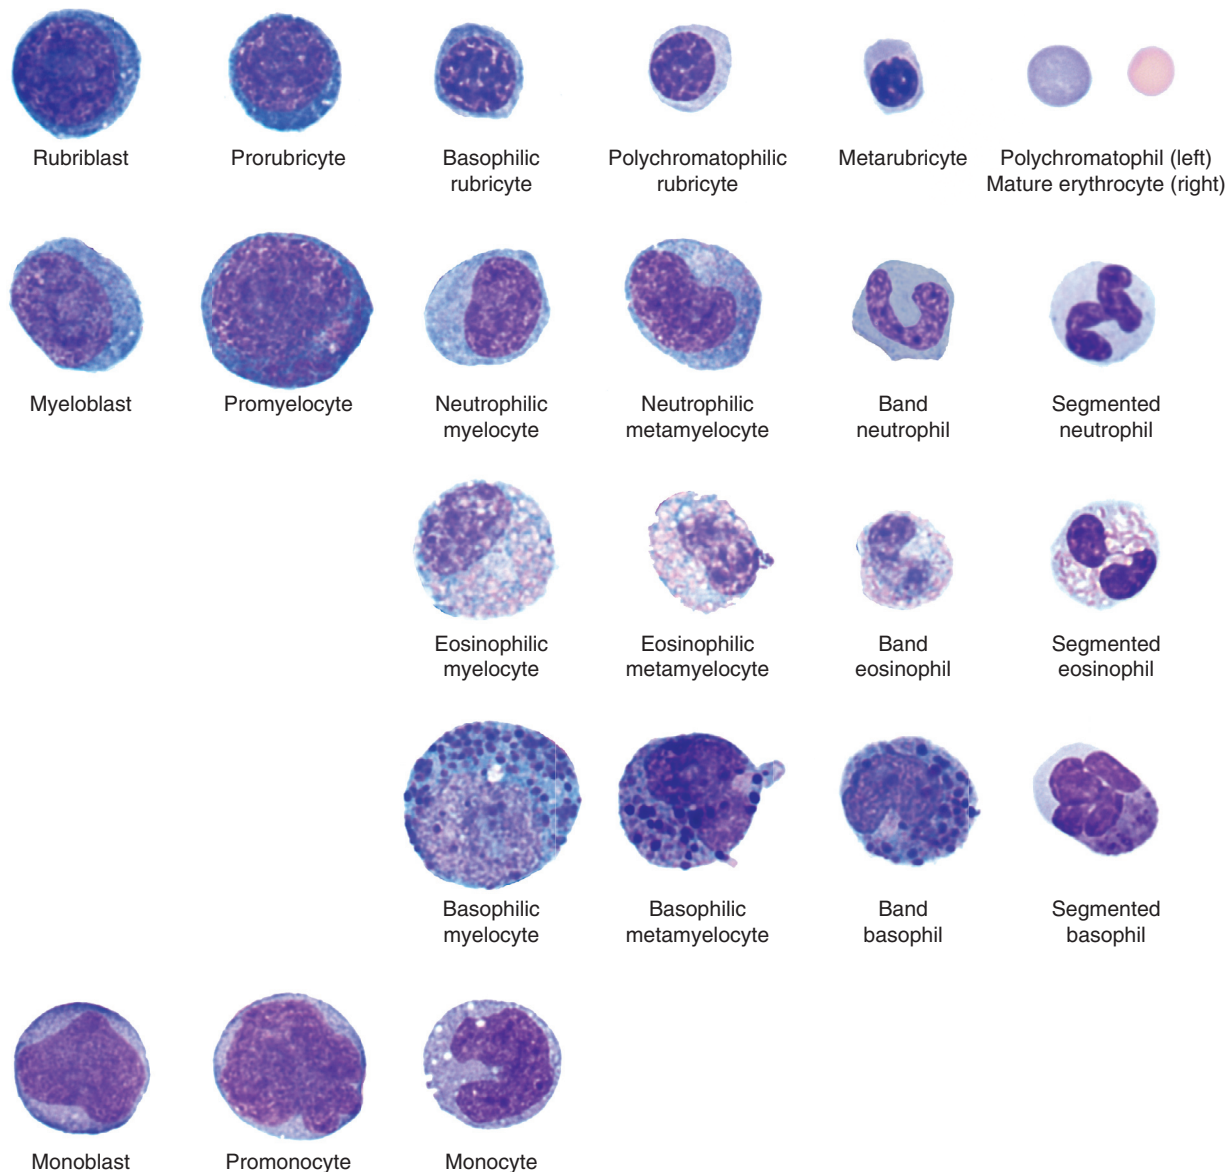 Rubriblast
Prorubricyte
Basophilic
rubricyte
Polychromatophilic
rubricyte
Metarubricyte
Polychromatophil (left)
Mature erythrocyte (right)
Myeloblast
Promyelocyte
Neutrophilic
myelocyte
Neutrophilic
metamyelocyte
Band
neutrophil
Segmented
neutrophil
Eosinophilic
myelocyte
Eosinophilic
metamyelocyte
Band
eosinophil
Segmented
eosinophil
Basophilic
myelocyte
Basophilic
metamyelocyte
Band
basophil
Segmented
basophil
Monoblast
Promonocyte
Monocyte